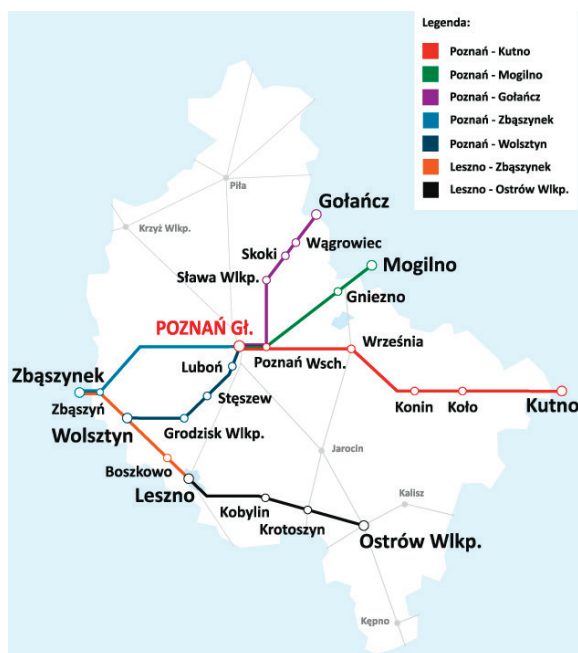 Legenda:
Poznań - Kutno
Poznań - Mogilno
Poznań - Gołańcz
Poznań - Zbąszynek
Poznań - Wolsztyn
Leszno - Zbąszynek
Leszno - Ostrów Wlkp.
Piła
Krzyż Wlkp.
Gołańcz
Wągrowiec
Skoki
Sława Wlkp.
Mogilno
Gniezno
POZNAŃ Gł.
Poznań Wsch.
Września
Luboń
Zbąszynek
Zbąszyń
Stęszew
Konin
Koło
Kutno
Wolsztyn
Grodzisk Wlkp.
Jarocin
Boszkowo
Leszno
Kobylin
Krotoszyn
Kalisz
Ostrów Wlkp.
Kępno